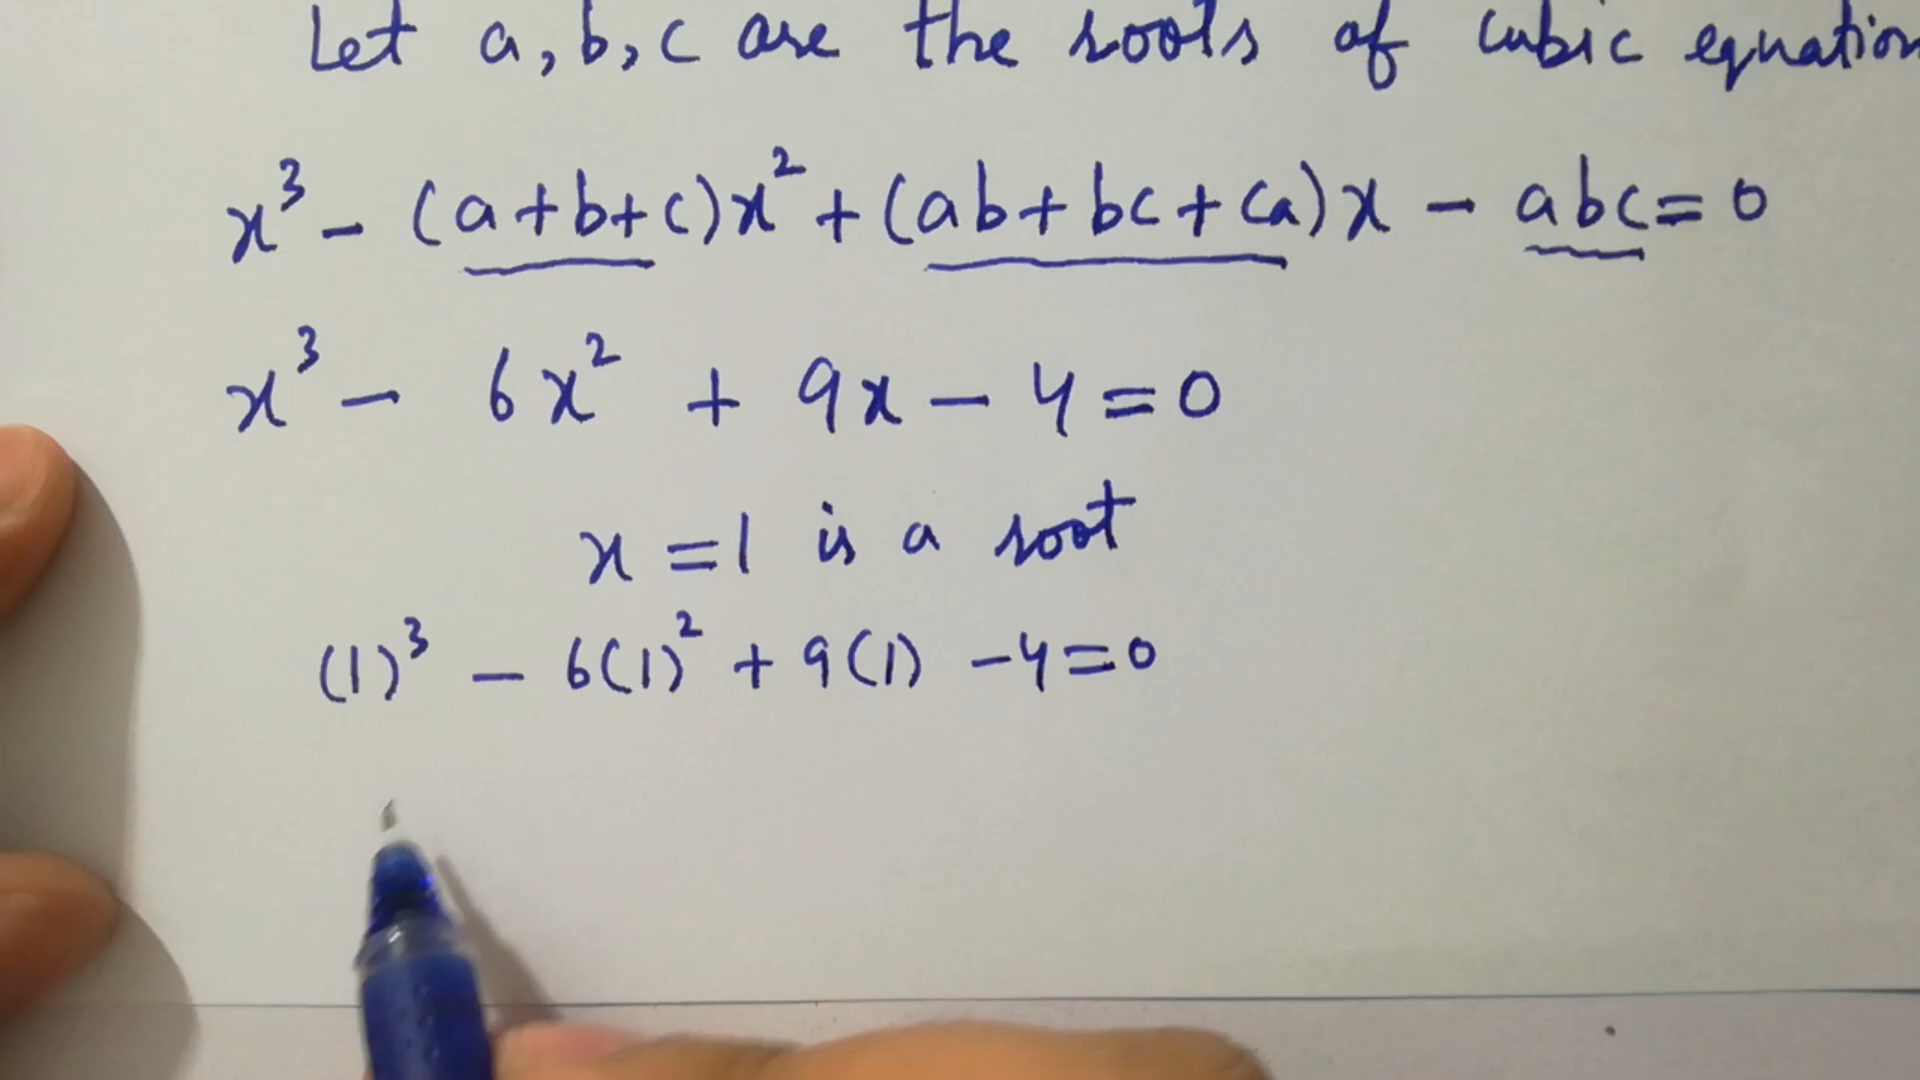 Let a, b, c are the roots of cubic equation
x³ - (a+b+c)x² + (ab+bc+ca)x - abc = 0
x³ - 6x² + 9x - 4 = 0
x = 1 is a root
(1)³ - 6(1)² + 9(1) - 4 = 0